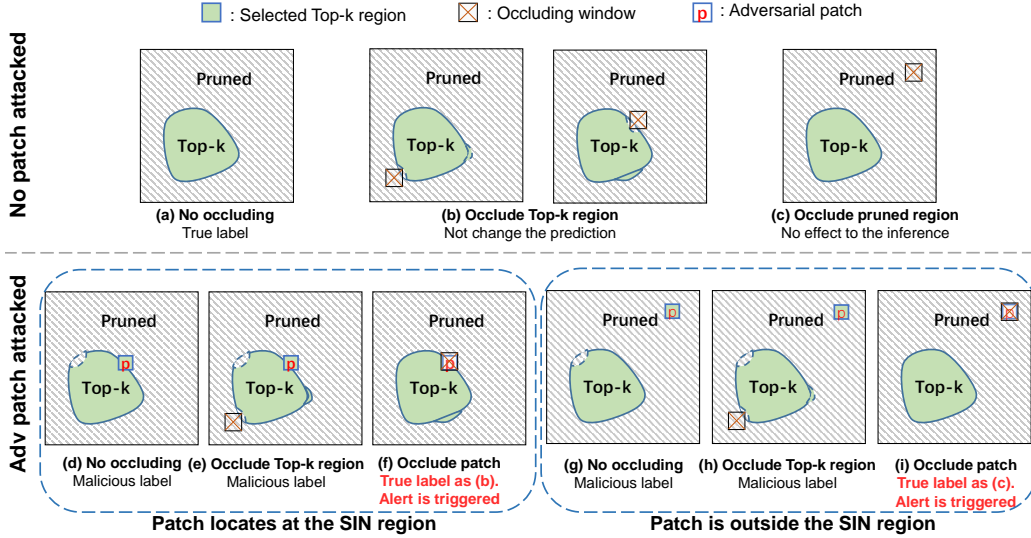 : Selected Top-k region
: Occluding window
p : Adversarial patch
No patch attacked
Pruned
Top-k
(a) No occluding
True label
Pruned
Top-k
Pruned
Top-k
(b) Occlude Top-k region
Not change the prediction
Pruned
Top-k
(c) Occlude pruned region
No effect to the inference
Adv patch attacked
Pruned
p
Top-k
(d) No occluding
Malicious label
Pruned
p
Top-k
(e) Occlude Top-k region
Malicious label
Pruned
p
Top-k
(f) Occlude patch
True label as (b).
Alert is triggered
Patch locates at the SIN region
p
Pruned
Top-k
(g) No occluding
Malicious label
p
Pruned
Top-k
(h) Occlude Top-k region
Malicious label
p
Pruned
Top-k
(i) Occlude patch
True label as (c).
Alert is triggered
Patch is outside the SIN region